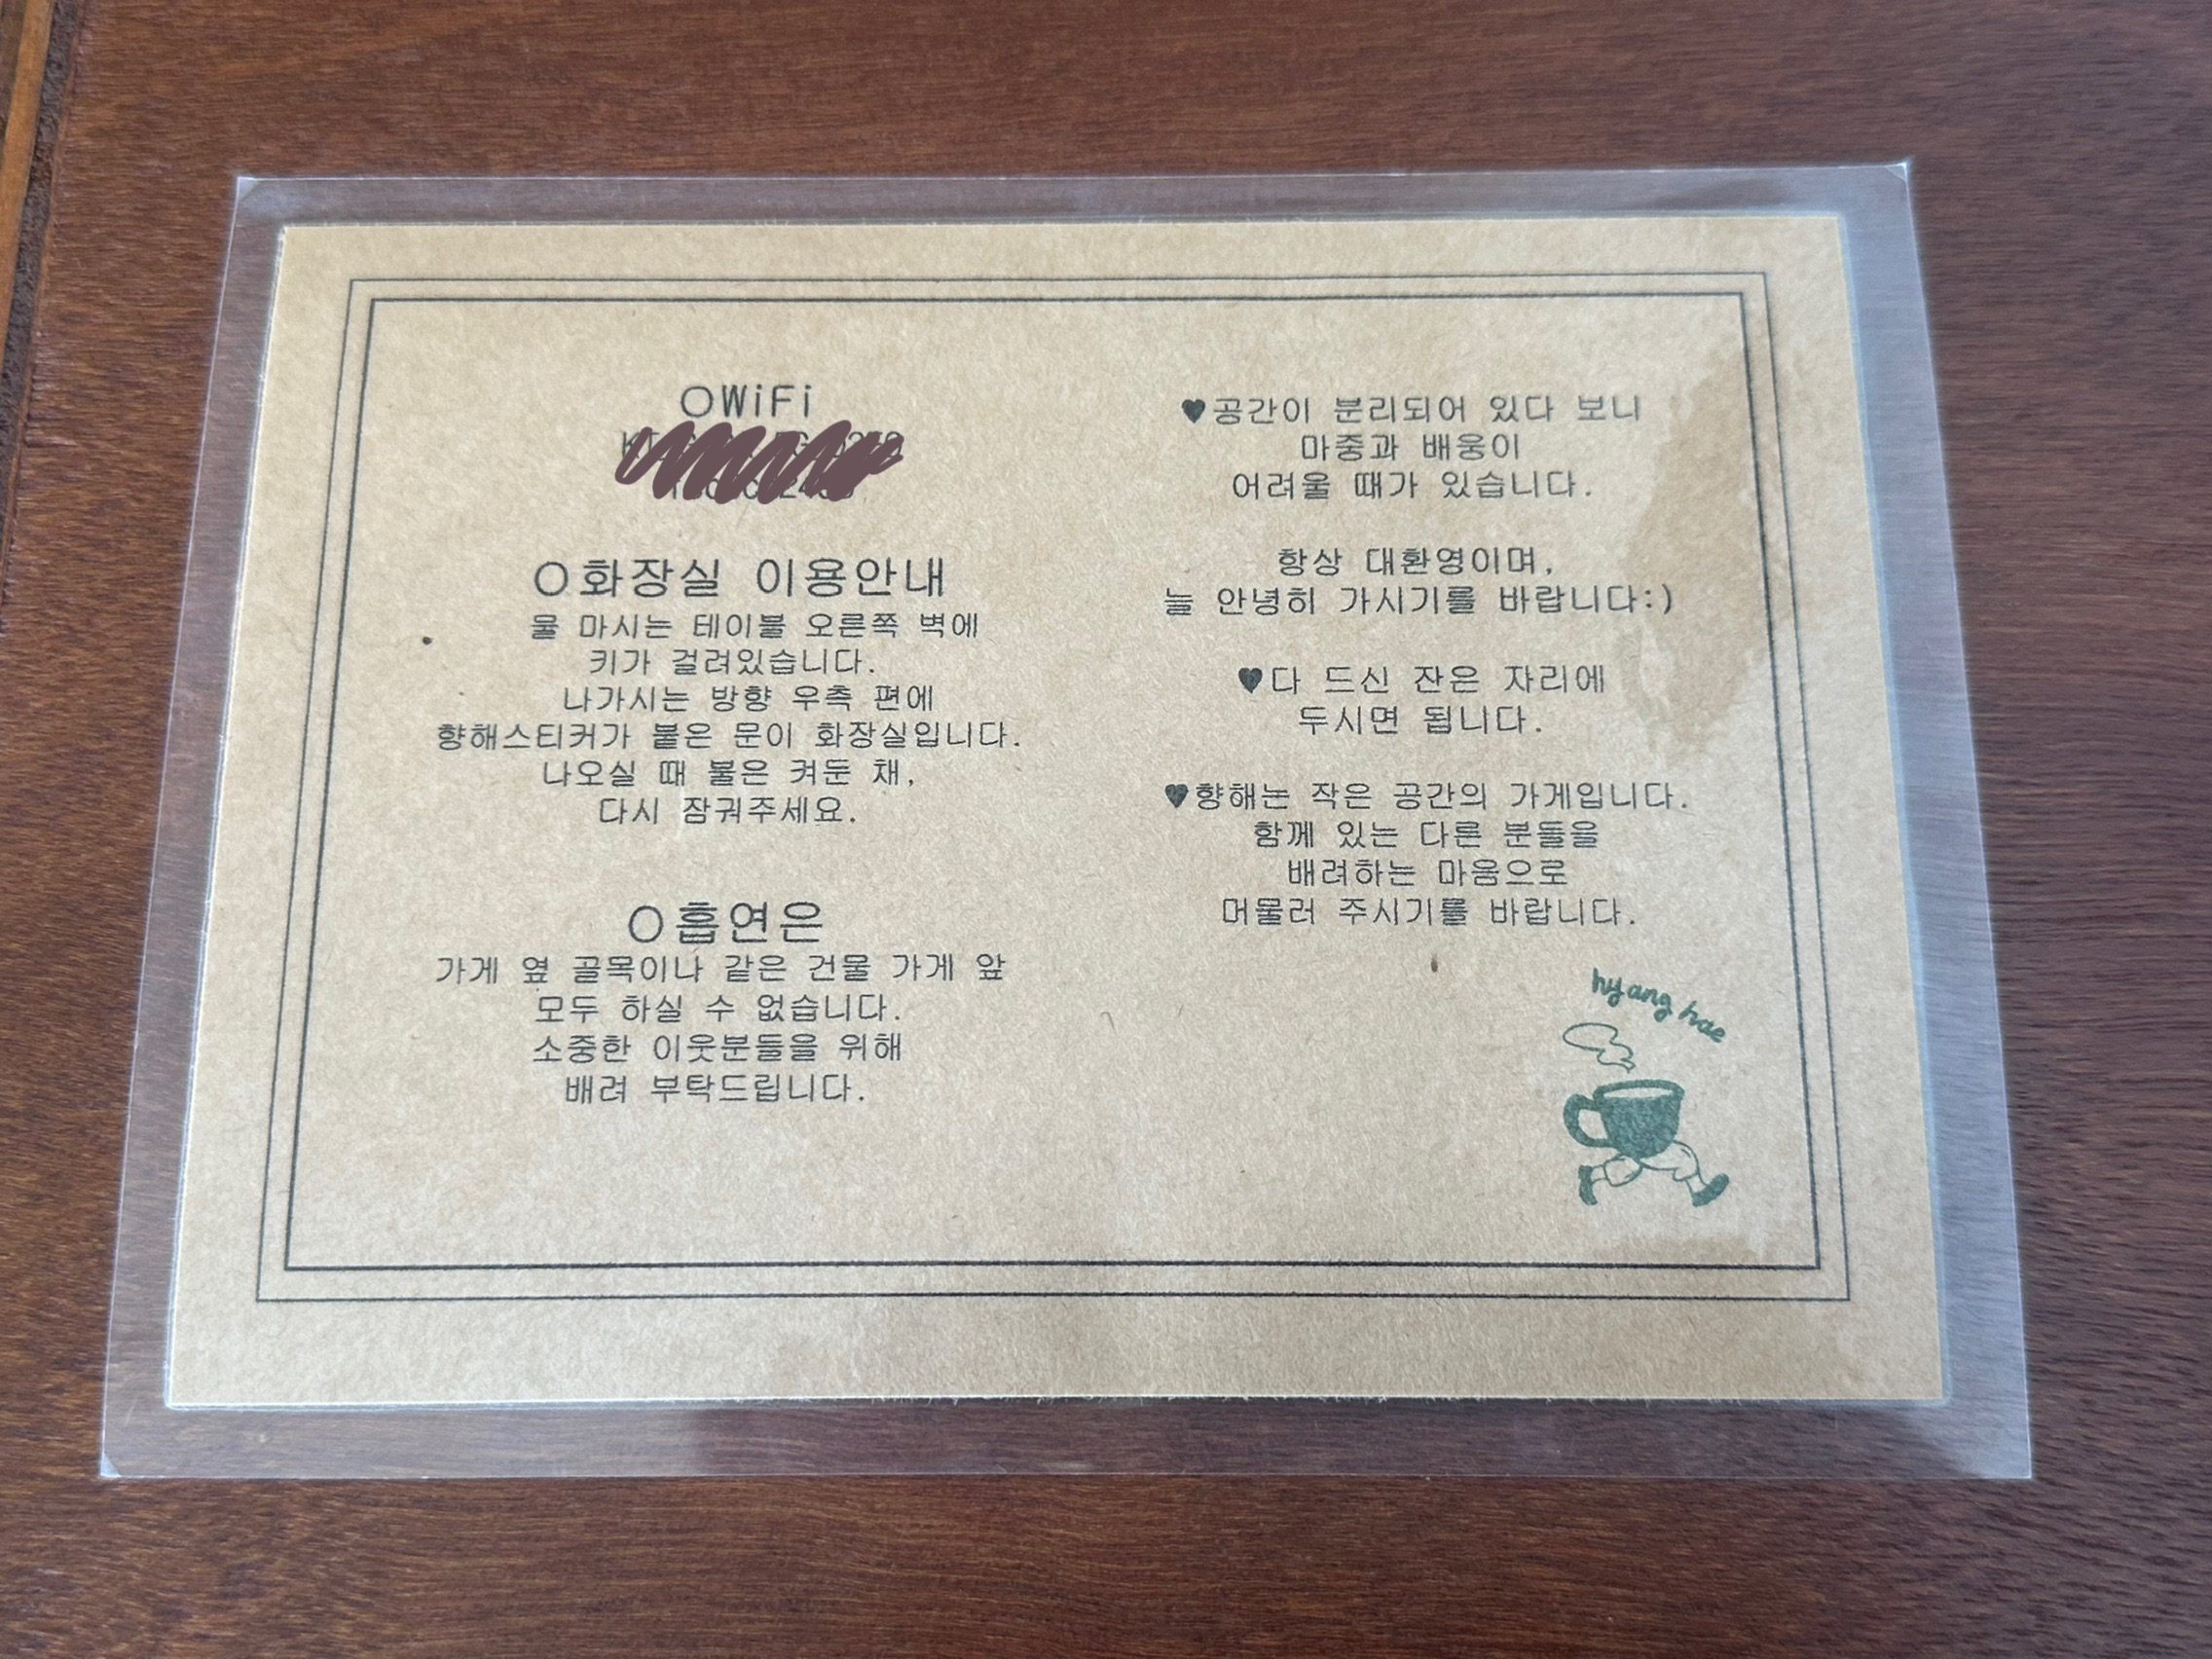 ○WiFi
○화장실 이용안내
물 마시는 테이블 오른쪽 벽에
키가 걸려있습니다.
나가시는 방향 우측 편에
향해스티커가 붙은 문이 화장실입니다.
나오실 때 불은 켜둔 채,
다시 잠궈주세요.
○흡연은
가게 옆 골목이나 같은 건물 가게 앞
모두 하실 수 없습니다.
소중한 이웃분들을 위해
배려 부탁드립니다.
♥공간이 분리되어 있다 보니
마중과 배웅이
어려울 때가 있습니다.
항상 대환영이며,
늘 안녕히 가시기를 바랍니다:)
♥다 드신 잔은 자리에
두시면 됩니다.
♥향해는 작은 공간의 가게입니다.
함께 있는 다른 분들을
배려하는 마음으로
머물러 주시기를 바랍니다.
hyang hae